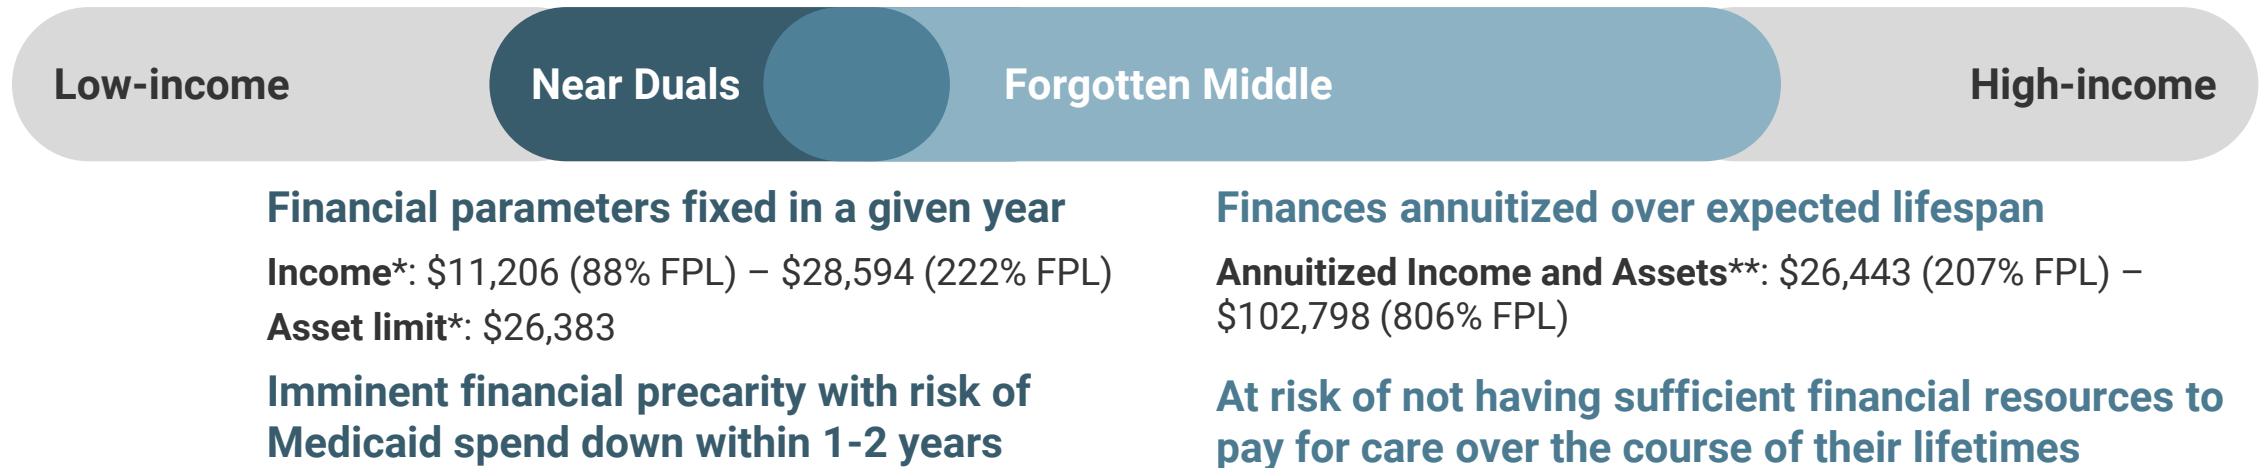 Low-income
Near Duals
Forgotten Middle
High-income
Financial parameters fixed in a given year
Income*: $11,206 (88% FPL) – $28,594 (222% FPL)
Asset limit*: $26,383
Imminent financial precarity with risk of
Medicaid spend down within 1-2 years
Finances annuitized over expected lifespan
Annuitized Income and Assets**: $26,443 (207% FPL) –
$102,798 (806% FPL)
At risk of not having sufficient financial resources to
pay for care over the course of their lifetimes